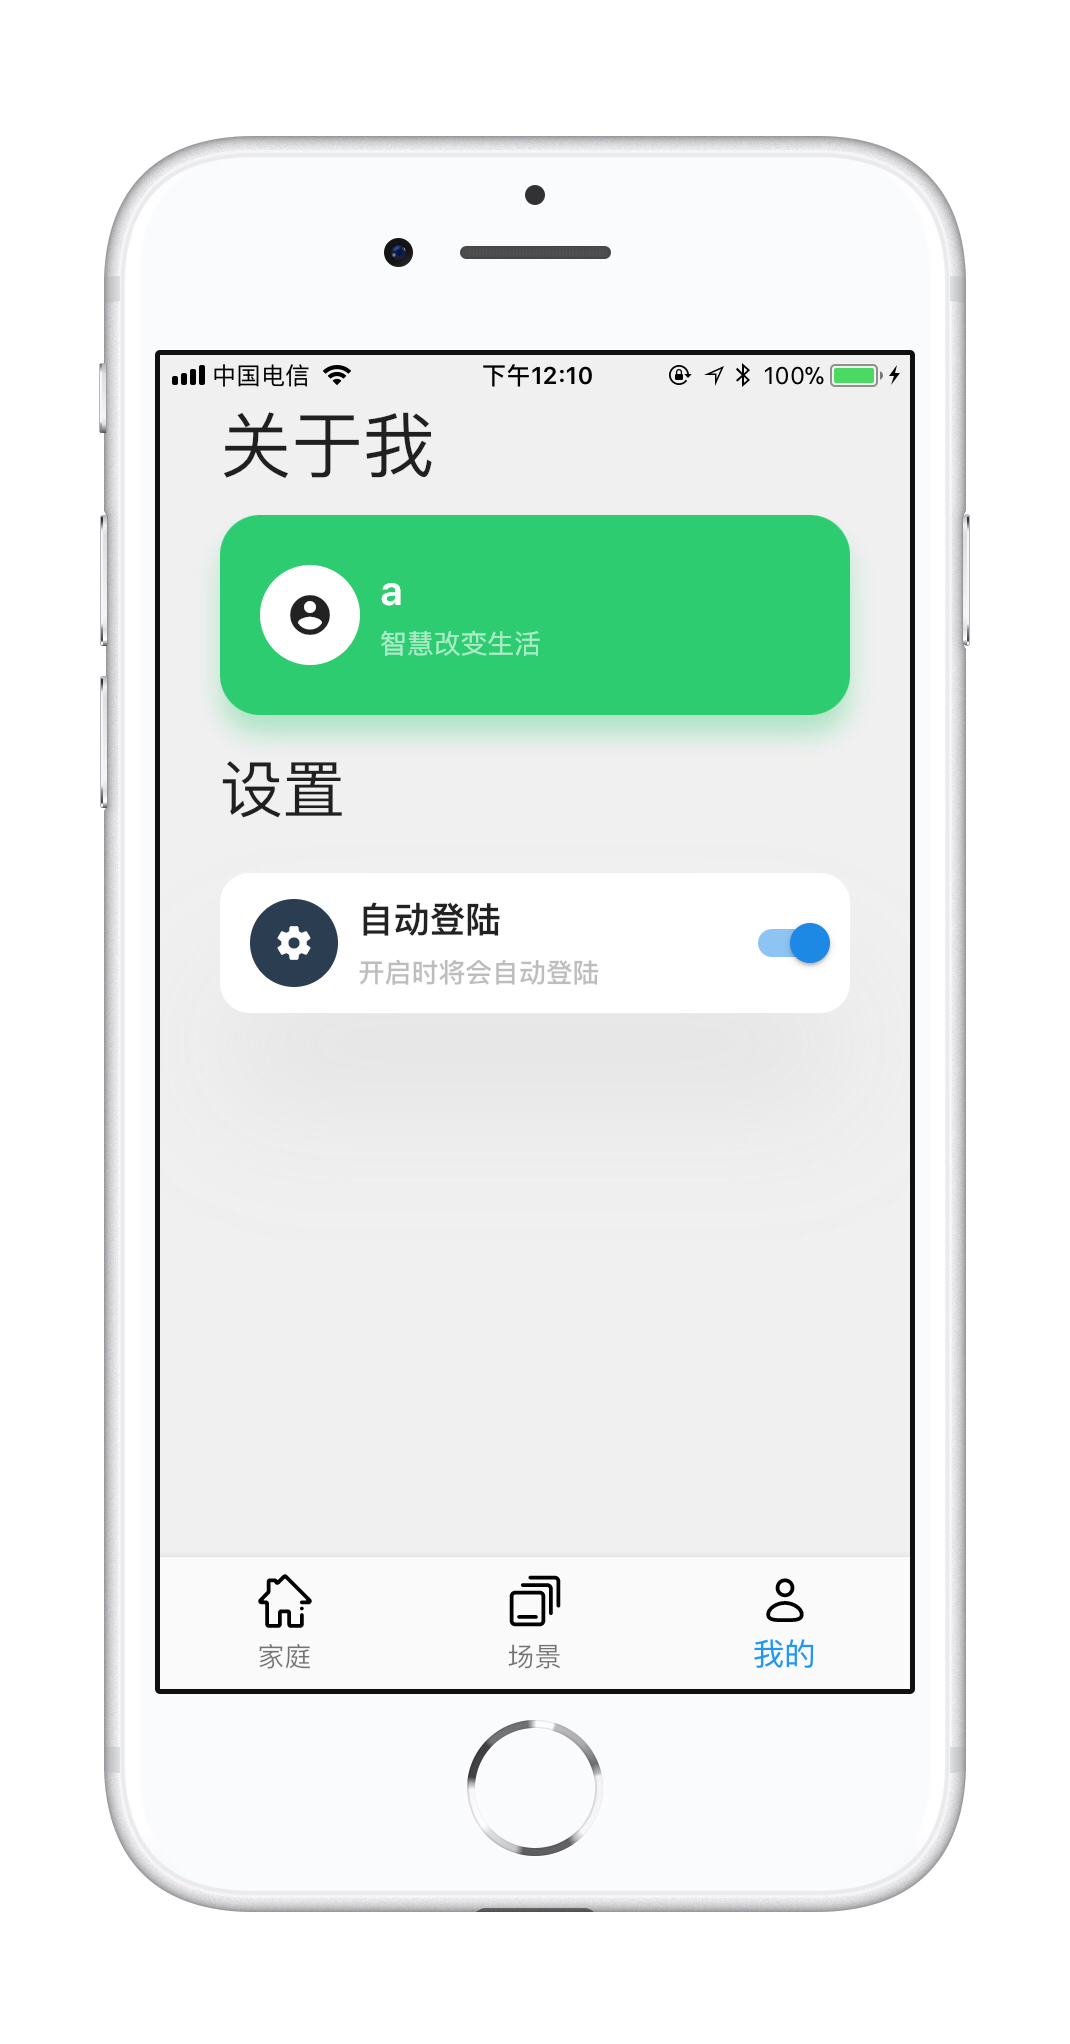 中国电信 下午12:10 100%
关于我
a
智慧改变生活
设置
自动登陆
开启时将会自动登陆
家庭 场景 我的